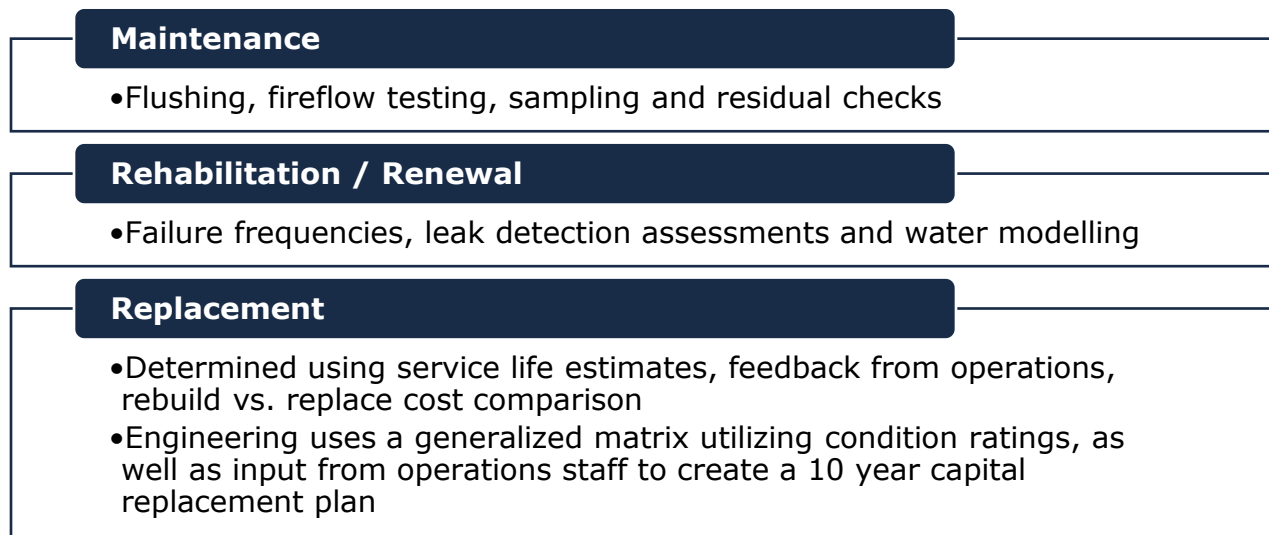 Maintenance
•Flushing, fireflow testing, sampling and residual checks
Rehabilitation / Renewal
•Failure frequencies, leak detection assessments and water modelling
Replacement
•Determined using service life estimates, feedback from operations,
rebuild vs. replace cost comparison
•Engineering uses a generalized matrix utilizing condition ratings, as
well as input from operations staff to create a 10 year capital
replacement plan